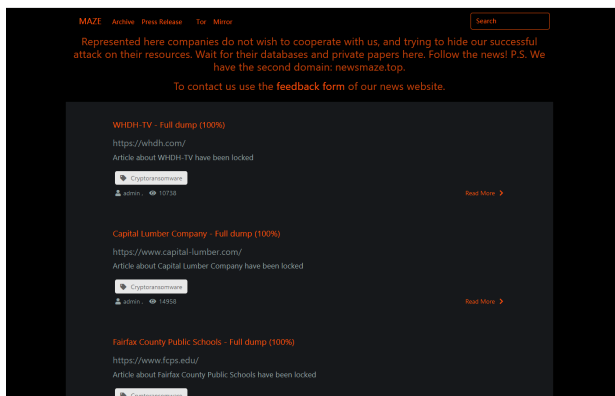 MAZE Archive Press Release Tor Mirror Search
Represented here companies do not wish to cooperate with us, and trying to hide our successful
attack on their resources. Wait for their databases and private papers here. Follow the news! P.S. We
have the second domain: newsmaze.top.
To contact us use the feedback form of our news website.
WHDH-TV - Full dump (100%)
https://whdh.com/
Article about WHDH-TV have been locked
Cryptoransomware
admin . 10738 Read More
Capital Lumber Company - Full dump (100%)
https://www.capital-lumber.com/
Article about Capital Lumber Company have been locked
Cryptoransomware
admin . 14958 Read More
Fairfax County Public Schools - Full dump (100%)
https://www.fcps.edu/
Article about Fairfax County Public Schools have been locked
Cryptoransomware